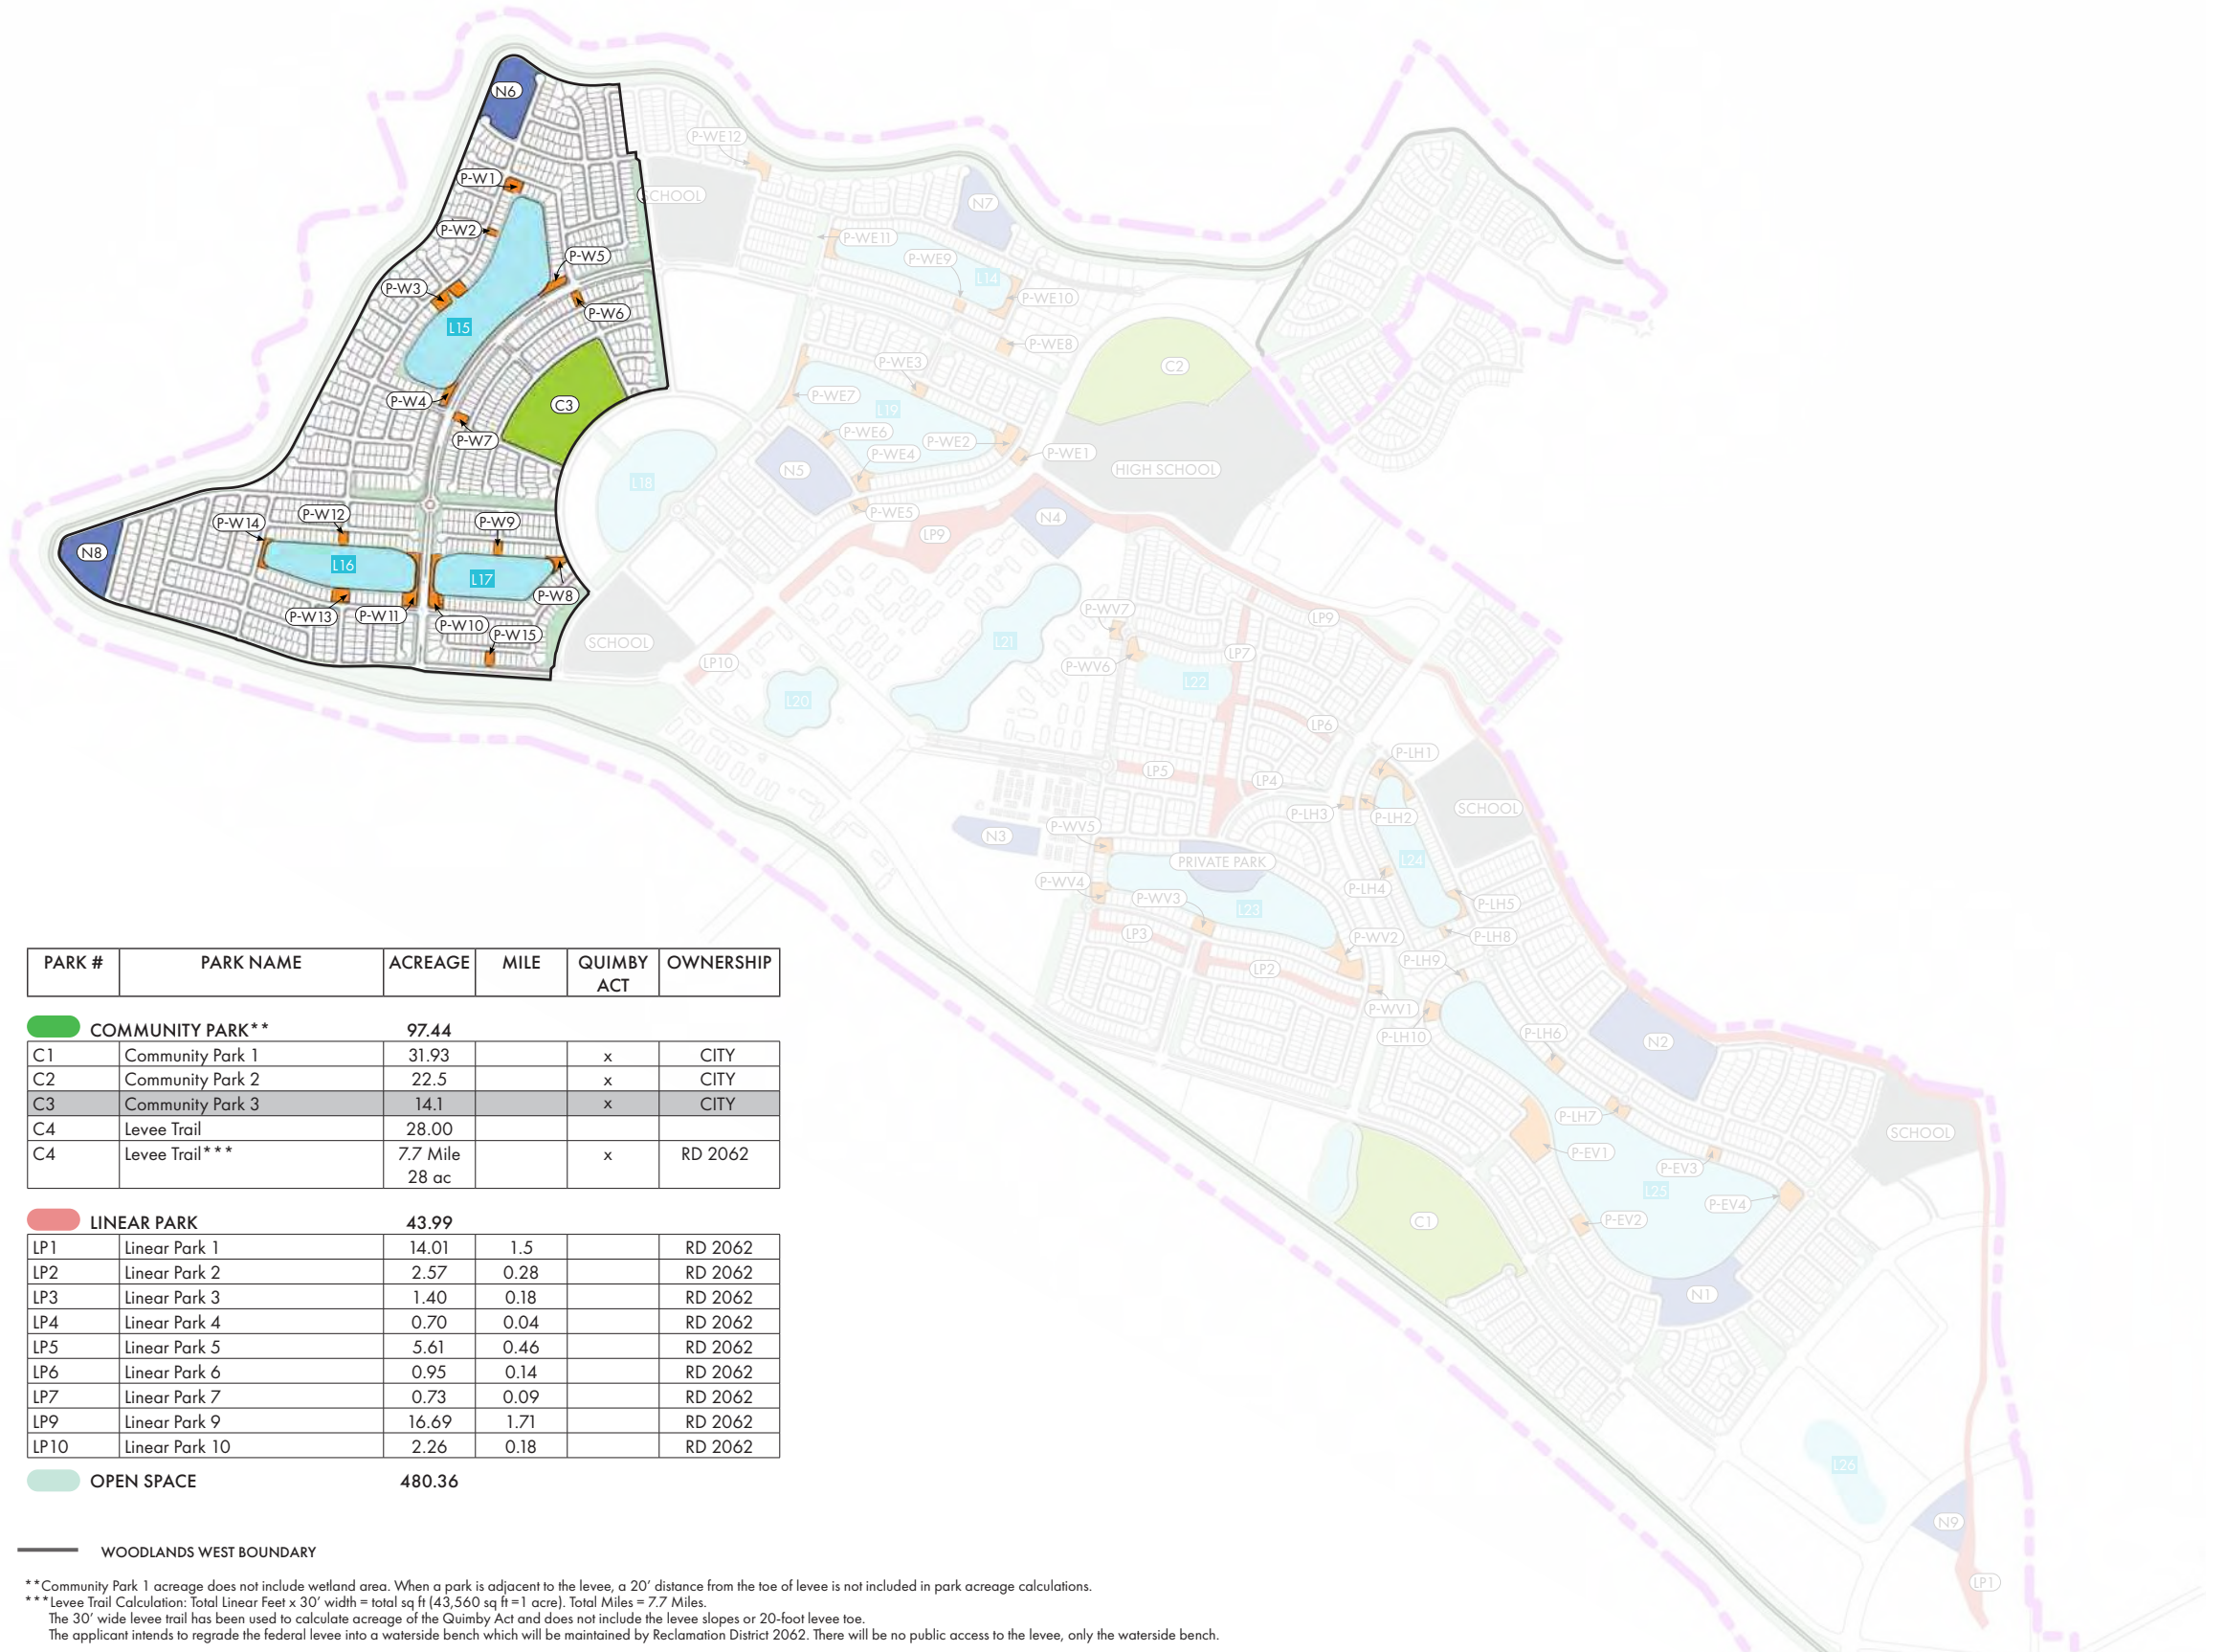 N6
P-WE12
P-W1
SCHOOL
N7
P-W2
P-WE11
P-W5
P-WE9
L14
P-W3
P-WE10
P-W6
L15
P-WE8
P-WE3
C2
P-WE7
P-W4
C3
L19
P-WE6
P-W7
P-WE2
P-WE4
P-WE1
N5
HIGH SCHOOL
L18
P-W12
P-WE5
P-W14
P-W9
N4
LP9
N8
L16
L17
P-W8
P-W13
P-W11
P-WV7
LP9
P-W10
P-W15
SCHOOL
L21
LP7
LP10
P-WV6
L22
L20
LP6
P-LH1
LP5
LP4
SCHOOL
P-LH3
P-LH2
P-WV5
N3
PRIVATE PARK
L24
P-WV4
P-LH4
P-WV3
P-LH5
L23
LP3
P-WV2
P-LH8
P-LH9
LP2
P-WV1
P-LH6
P-LH10
N2
P-LH7
SCHOOL
P-EV1
P-EV3
L25
P-EV4
C1
P-EV2
N1
L26
N9
LP1
PARK # PARK NAME ACREAGE MILE QUIMBY ACT OWNERSHIP
COMMUNITY PARK** 97.44
C1 Community Park 1 31.93 x CITY
C2 Community Park 2 22.5 x CITY
C3 Community Park 3 14.1 x CITY
C4 Levee Trail 28.00
C4 Levee Trail*** 7.7 Mile x RD 2062
28 ac
LINEAR PARK 43.99
LP1 Linear Park 1 14.01 1.5 RD 2062
LP2 Linear Park 2 2.57 0.28 RD 2062
LP3 Linear Park 3 1.40 0.18 RD 2062
LP4 Linear Park 4 0.70 0.04 RD 2062
LP5 Linear Park 5 5.61 0.46 RD 2062
LP6 Linear Park 6 0.95 0.14 RD 2062
LP7 Linear Park 7 0.73 0.09 RD 2062
LP9 Linear Park 9 16.69 1.71 RD 2062
LP10 Linear Park 10 2.26 0.18 RD 2062
OPEN SPACE 480.36
WOODLANDS WEST BOUNDARY
**Community Park 1 acreage does not include wetland area. When a park is adjacent to the levee, a 20’ distance from the toe of levee is not included in park acreage calculations.
***Levee Trail Calculation: Total Linear Feet x 30’ width = total sq ft (43,560 sq ft =1 acre). Total Miles = 7.7 Miles.
The 30’ wide levee trail has been used to calculate acreage of the Quimby Act and does not include the levee slopes or 20-foot levee toe.
The applicant intends to regrade the federal levee into a waterside bench which will be maintained by Reclamation District 2062. There will be no public access to the levee, only the waterside bench.